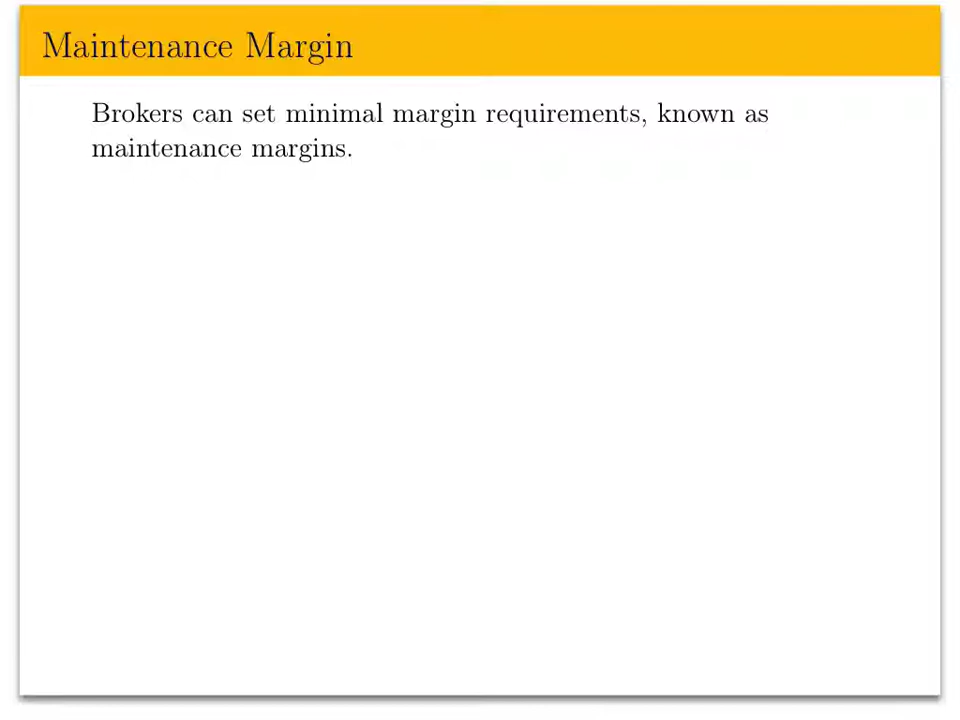 Maintenance Margin
Brokers can set minimal margin requirements, known as
maintenance margins.